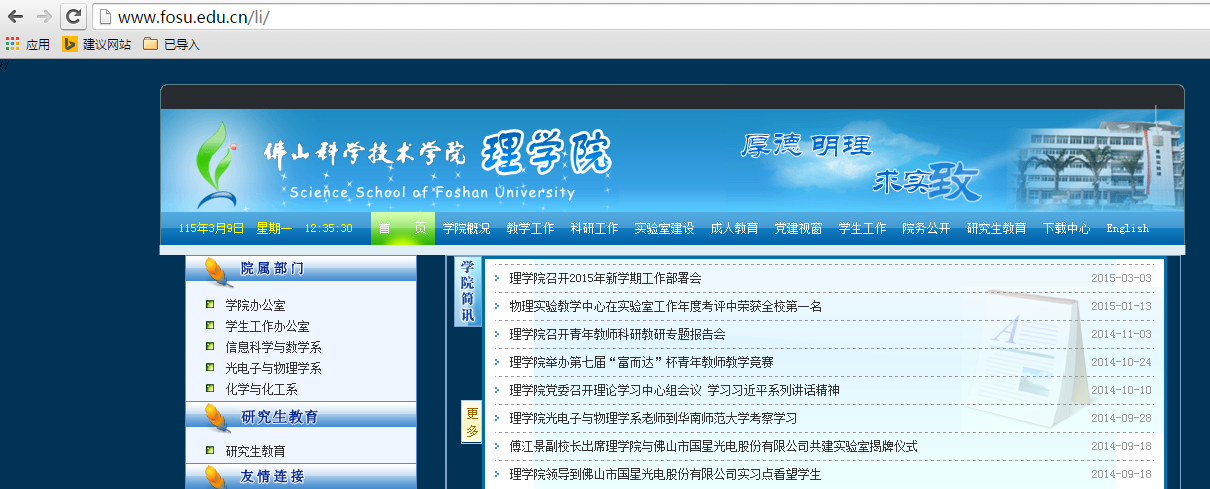 www.fosu.edu.cn/li/
应用 建议网站 已导入
//
佛山科学技术学院 理学院
Science School of Foshan University
厚德 明理
求实致
115年3月9日 星期一 12:35:30 首 页 学院概况 教学工作 科研工作 实验室建设 成人教育 党建视窗 学生工作 院务公开 研究生教育 下载中心 English
院属部门
学院办公室
学生工作办公室
信息科学与数学系
光电子与物理学系
化学与化工系
研究生教育
研究生教育
友情连接
学院简讯
理学院召开2015年新学期工作部署会 2015-03-03
物理实验教学中心在实验室工作年度考评中荣获全校第一名 2015-01-13
理学院召开青年教师科研教研专题报告会 2014-11-03
理学院举办第七届“富而达”杯青年教师教学竞赛 2014-10-24
理学院党委召开理论学习中心组会议 学习习近平系列讲话精神 2014-10-10
理学院光电子与物理学系老师到华南师范大学考察学习 2014-09-28
傅江景副校长出席理学院与佛山市国星光电股份有限公司共建实验室揭牌仪式 2014-09-18
理学院领导到佛山市国星光电股份有限公司实习点看望学生 2014-09-18
更多